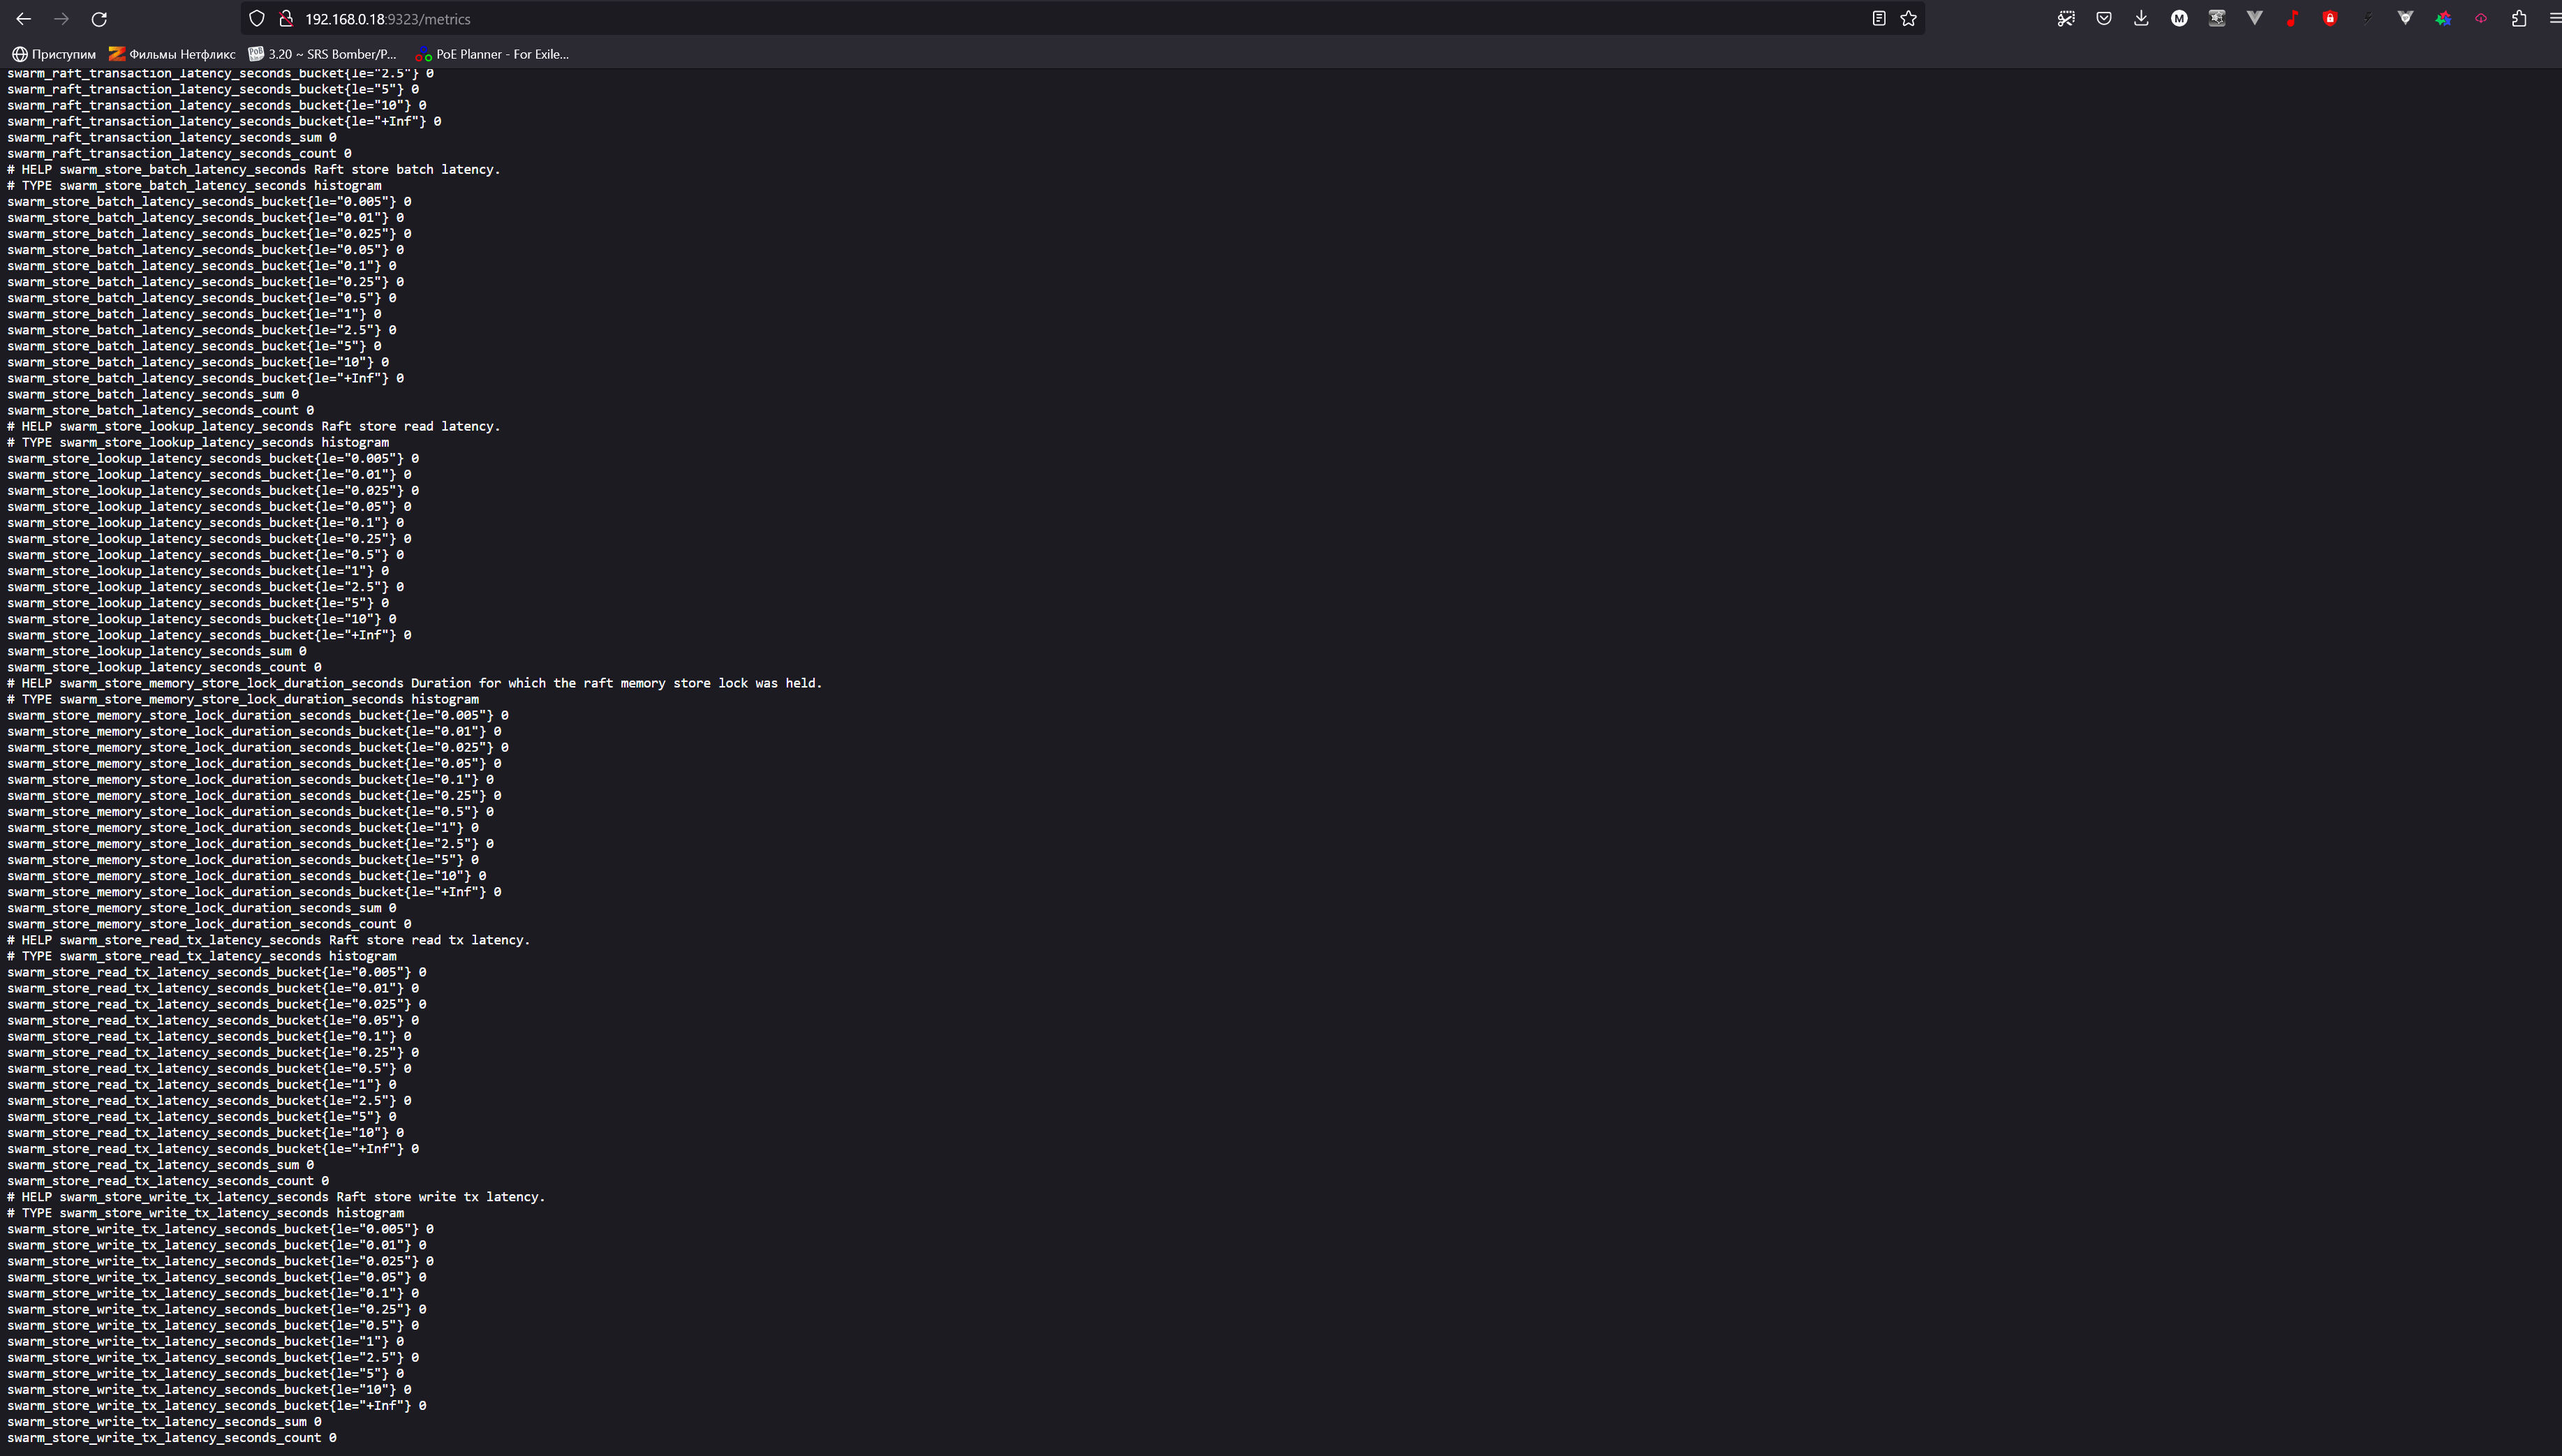 192.168.0.18:9323/metrics
Приступим Фильмы Нетфликс 3.20 ~ SRS Bomber/P... PoE Planner - For Exile...
swarm_raft_transaction_latency_seconds_bucket{le="2.5"} 0
swarm_raft_transaction_latency_seconds_bucket{le="5"} 0
swarm_raft_transaction_latency_seconds_bucket{le="10"} 0
swarm_raft_transaction_latency_seconds_bucket{le="+Inf"} 0
swarm_raft_transaction_latency_seconds_sum 0
swarm_raft_transaction_latency_seconds_count 0
# HELP swarm_store_batch_latency_seconds Raft store batch latency.
# TYPE swarm_store_batch_latency_seconds histogram
swarm_store_batch_latency_seconds_bucket{le="0.005"} 0
swarm_store_batch_latency_seconds_bucket{le="0.01"} 0
swarm_store_batch_latency_seconds_bucket{le="0.025"} 0
swarm_store_batch_latency_seconds_bucket{le="0.05"} 0
swarm_store_batch_latency_seconds_bucket{le="0.1"} 0
swarm_store_batch_latency_seconds_bucket{le="0.25"} 0
swarm_store_batch_latency_seconds_bucket{le="0.5"} 0
swarm_store_batch_latency_seconds_bucket{le="1"} 0
swarm_store_batch_latency_seconds_bucket{le="2.5"} 0
swarm_store_batch_latency_seconds_bucket{le="5"} 0
swarm_store_batch_latency_seconds_bucket{le="10"} 0
swarm_store_batch_latency_seconds_bucket{le="+Inf"} 0
swarm_store_batch_latency_seconds_sum 0
swarm_store_batch_latency_seconds_count 0
# HELP swarm_store_lookup_latency_seconds Raft store read latency.
# TYPE swarm_store_lookup_latency_seconds histogram
swarm_store_lookup_latency_seconds_bucket{le="0.005"} 0
swarm_store_lookup_latency_seconds_bucket{le="0.01"} 0
swarm_store_lookup_latency_seconds_bucket{le="0.025"} 0
swarm_store_lookup_latency_seconds_bucket{le="0.05"} 0
swarm_store_lookup_latency_seconds_bucket{le="0.1"} 0
swarm_store_lookup_latency_seconds_bucket{le="0.25"} 0
swarm_store_lookup_latency_seconds_bucket{le="0.5"} 0
swarm_store_lookup_latency_seconds_bucket{le="1"} 0
swarm_store_lookup_latency_seconds_bucket{le="2.5"} 0
swarm_store_lookup_latency_seconds_bucket{le="5"} 0
swarm_store_lookup_latency_seconds_bucket{le="10"} 0
swarm_store_lookup_latency_seconds_bucket{le="+Inf"} 0
swarm_store_lookup_latency_seconds_sum 0
swarm_store_lookup_latency_seconds_count 0
# HELP swarm_store_memory_store_lock_duration_seconds Duration for which the raft memory store lock was held.
# TYPE swarm_store_memory_store_lock_duration_seconds histogram
swarm_store_memory_store_lock_duration_seconds_bucket{le="0.005"} 0
swarm_store_memory_store_lock_duration_seconds_bucket{le="0.01"} 0
swarm_store_memory_store_lock_duration_seconds_bucket{le="0.025"} 0
swarm_store_memory_store_lock_duration_seconds_bucket{le="0.05"} 0
swarm_store_memory_store_lock_duration_seconds_bucket{le="0.1"} 0
swarm_store_memory_store_lock_duration_seconds_bucket{le="0.25"} 0
swarm_store_memory_store_lock_duration_seconds_bucket{le="0.5"} 0
swarm_store_memory_store_lock_duration_seconds_bucket{le="1"} 0
swarm_store_memory_store_lock_duration_seconds_bucket{le="2.5"} 0
swarm_store_memory_store_lock_duration_seconds_bucket{le="5"} 0
swarm_store_memory_store_lock_duration_seconds_bucket{le="10"} 0
swarm_store_memory_store_lock_duration_seconds_bucket{le="+Inf"} 0
swarm_store_memory_store_lock_duration_seconds_sum 0
swarm_store_memory_store_lock_duration_seconds_count 0
# HELP swarm_store_read_tx_latency_seconds Raft store read tx latency.
# TYPE swarm_store_read_tx_latency_seconds histogram
swarm_store_read_tx_latency_seconds_bucket{le="0.005"} 0
swarm_store_read_tx_latency_seconds_bucket{le="0.01"} 0
swarm_store_read_tx_latency_seconds_bucket{le="0.025"} 0
swarm_store_read_tx_latency_seconds_bucket{le="0.05"} 0
swarm_store_read_tx_latency_seconds_bucket{le="0.1"} 0
swarm_store_read_tx_latency_seconds_bucket{le="0.25"} 0
swarm_store_read_tx_latency_seconds_bucket{le="0.5"} 0
swarm_store_read_tx_latency_seconds_bucket{le="1"} 0
swarm_store_read_tx_latency_seconds_bucket{le="2.5"} 0
swarm_store_read_tx_latency_seconds_bucket{le="5"} 0
swarm_store_read_tx_latency_seconds_bucket{le="10"} 0
swarm_store_read_tx_latency_seconds_bucket{le="+Inf"} 0
swarm_store_read_tx_latency_seconds_sum 0
swarm_store_read_tx_latency_seconds_count 0
# HELP swarm_store_write_tx_latency_seconds Raft store write tx latency.
# TYPE swarm_store_write_tx_latency_seconds histogram
swarm_store_write_tx_latency_seconds_bucket{le="0.005"} 0
swarm_store_write_tx_latency_seconds_bucket{le="0.01"} 0
swarm_store_write_tx_latency_seconds_bucket{le="0.025"} 0
swarm_store_write_tx_latency_seconds_bucket{le="0.05"} 0
swarm_store_write_tx_latency_seconds_bucket{le="0.1"} 0
swarm_store_write_tx_latency_seconds_bucket{le="0.25"} 0
swarm_store_write_tx_latency_seconds_bucket{le="0.5"} 0
swarm_store_write_tx_latency_seconds_bucket{le="1"} 0
swarm_store_write_tx_latency_seconds_bucket{le="2.5"} 0
swarm_store_write_tx_latency_seconds_bucket{le="5"} 0
swarm_store_write_tx_latency_seconds_bucket{le="10"} 0
swarm_store_write_tx_latency_seconds_bucket{le="+Inf"} 0
swarm_store_write_tx_latency_seconds_sum 0
swarm_store_write_tx_latency_seconds_count 0